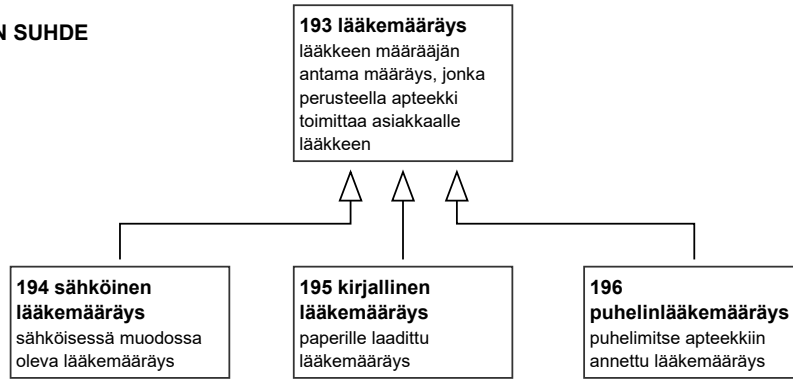 N SUHDE
193 lääkemääräys
lääkkeen määrääjän
antama määräys, jonka
perusteella apteekki
toimittaa asiakkaalle
lääkkeen
194 sähköinen
lääkemääräys
sähköisessä muodossa
oleva lääkemääräys
195 kirjallinen
lääkemääräys
paperille laadittu
lääkemääräys
196
puhelinlääkemääräys
puhelimitse apteekkiin
annettu lääkemääräys